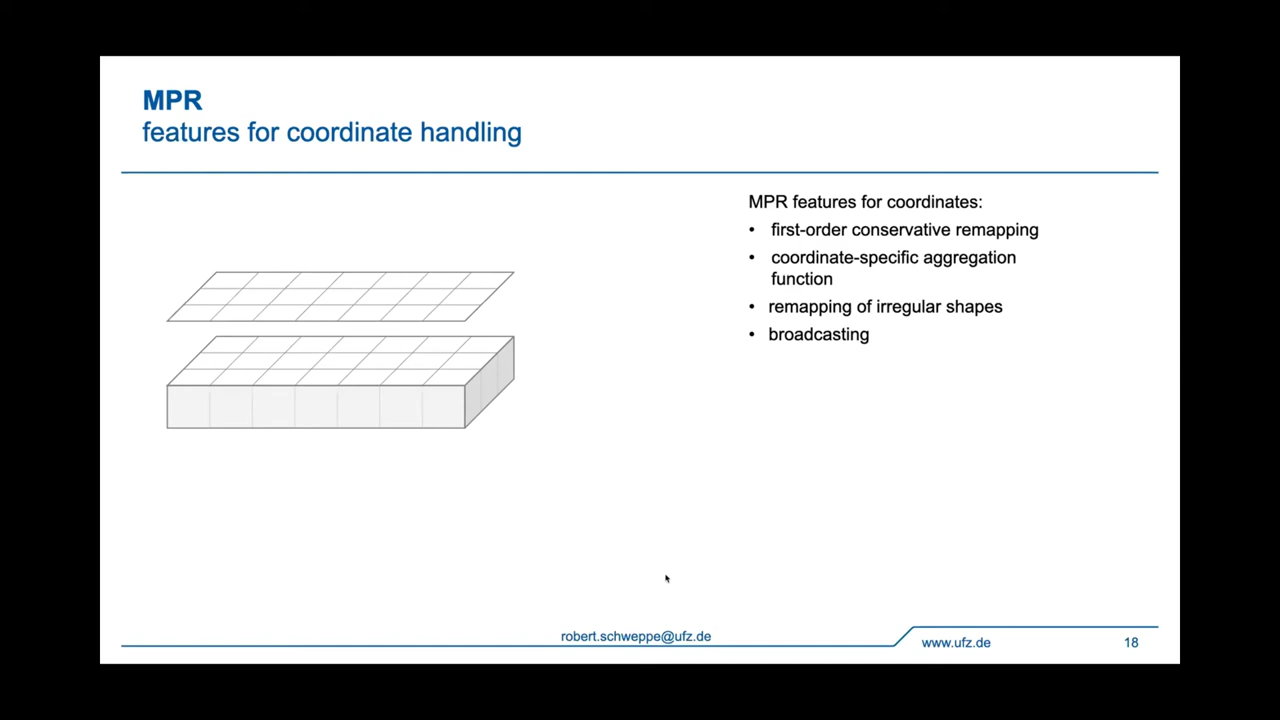 MPR
features for coordinate handling
MPR features for coordinates:
• first-order conservative remapping
• coordinate-specific aggregation
function
• remapping of irregular shapes
• broadcasting
robert.schweppe@ufz.de
www.ufz.de
18